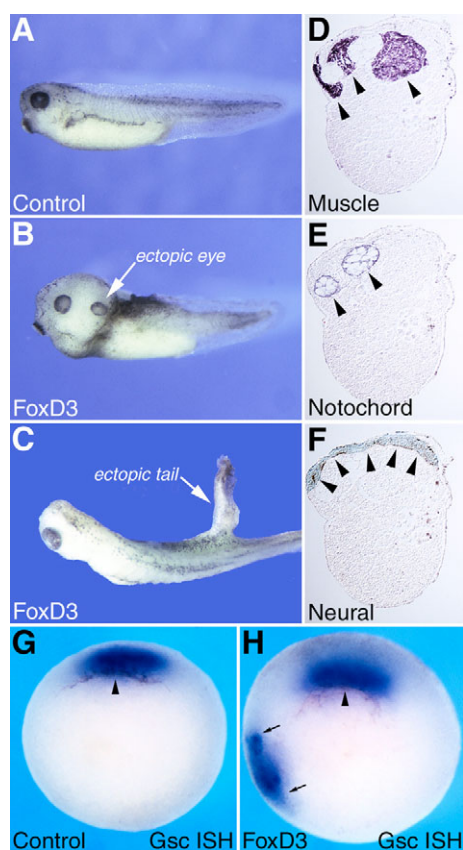 A
Control
B
ectopic eye
FoxD3
C
ectopic tail
FoxD3
D
Muscle
E
Notochord
F
Neural
G
Control Gsc ISH
H
FoxD3 Gsc ISH